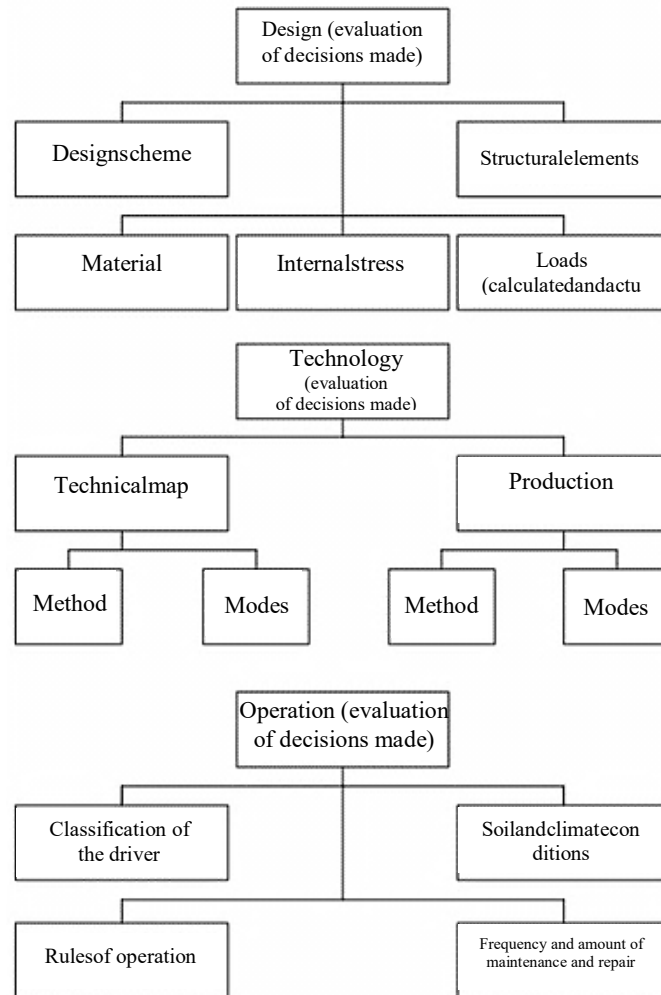 Design (evaluation
of decisions made)
Designscheme
Structuralelements
Material
Internalstress
Loads
(calculatedandactu
Technology
(evaluation
of decisions made)
Technicalmap
Production
Method
Modes
Method
Modes
Operation (evaluation
of decisions made)
Classification of
the driver
Soilandclimatecon
ditions
Rulesof operation
Frequency and amount of
maintenance and repair